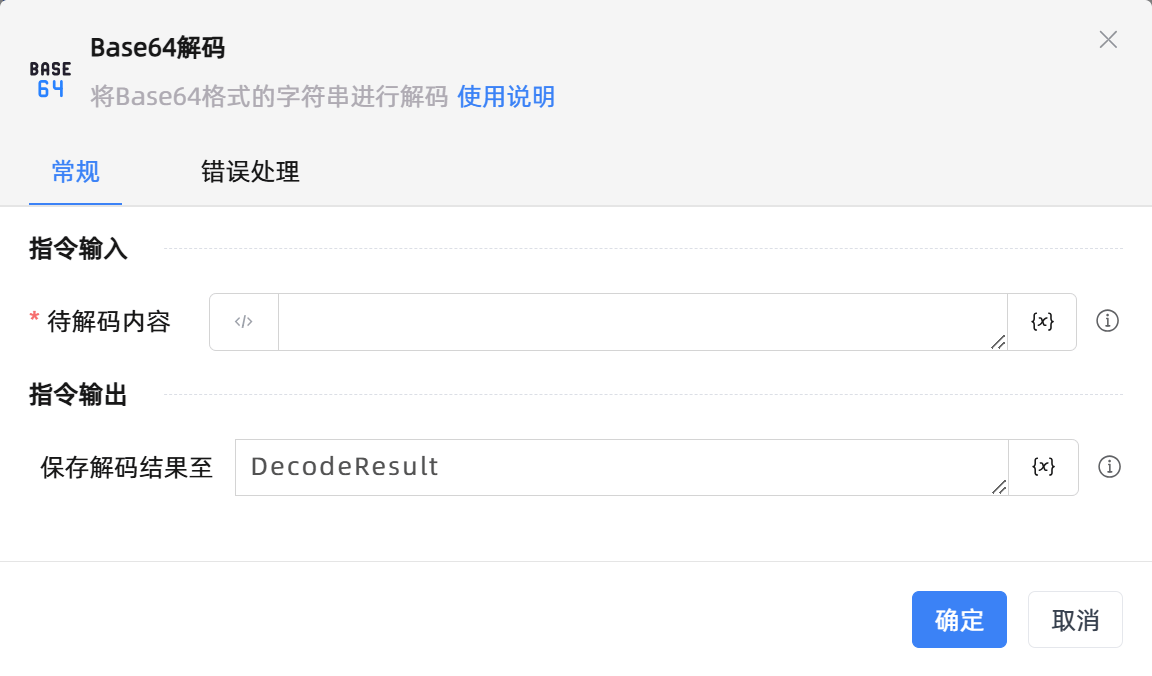 BASE
64
Base64解码
将Base64格式的字符串进行解码 使用说明
常规 错误处理
指令输入
* 待解码内容 </> {x}
指令输出
保存解码结果至 DecodeResult {x}
确定 取消